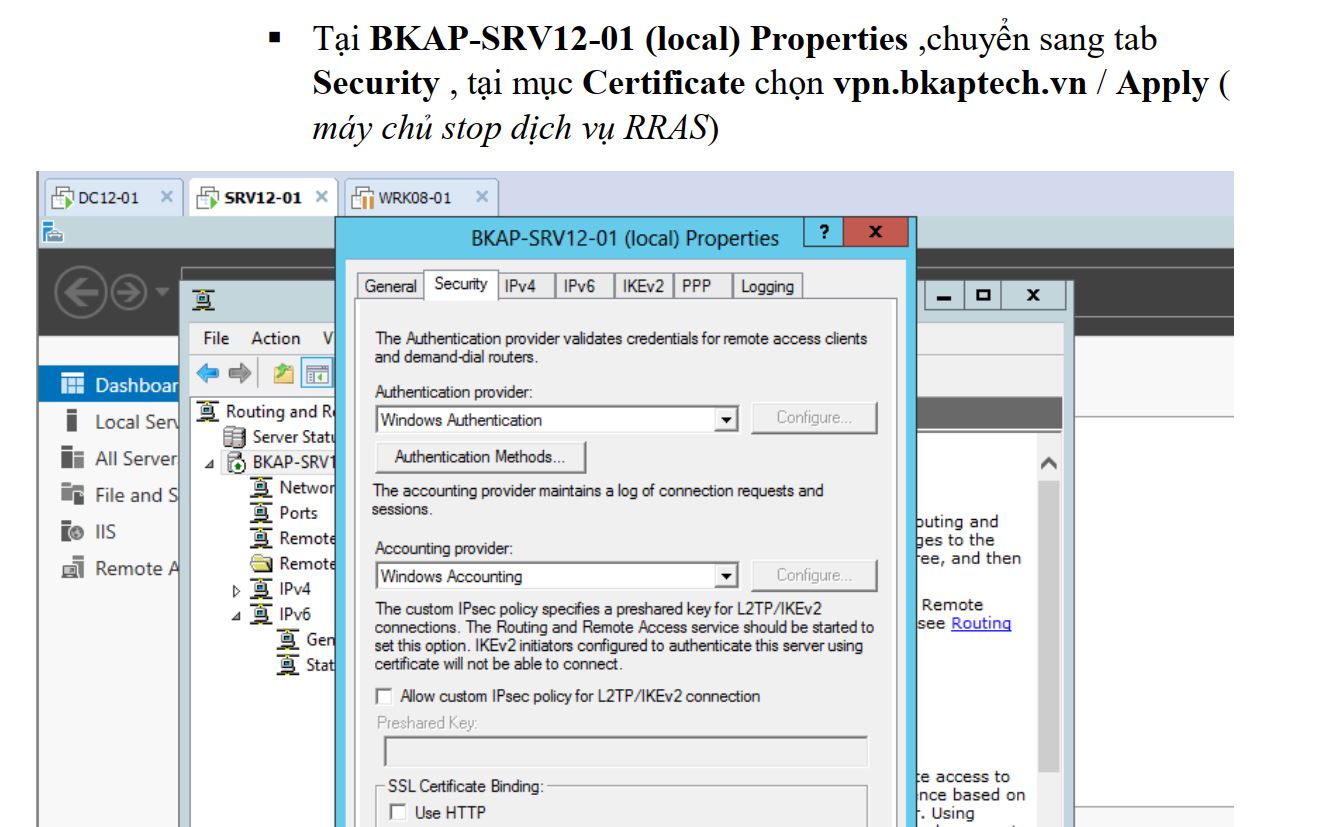 ▪ Tại BKAP-SRV12-01 (local) Properties ,chuyển sang tab
Security , tại mục Certificate chọn vpn.bkaptech.vn / Apply (
máy chủ stop dịch vụ RRAS)
DC12-01 × SRV12-01 × WRK08-01 ×
BKAP-SRV12-01 (local) Properties ? x
General Security IPv4 IPv6 IKEv2 PPP Logging
The Authentication provider validates credentials for remote access clients
and demand-dial routers.
Authentication provider:
Windows Authentication Configure...
Authentication Methods...
The accounting provider maintains a log of connection requests and
sessions.
Accounting provider:
Windows Accounting Configure...
The custom IPsec policy specifies a preshared key for L2TP/IKEv2
connections. The Routing and Remote Access service should be started to
set this option. IKEv2 initiators configured to authenticate this server using
certificate will not be able to connect.
Allow custom IPsec policy for L2TP/IKEv2 connection
Preshared Key:
SSL Certificate Binding:
Use HTTP
File Action V
Routing and R
Server Statu
BKAP-SRV1
Networ
Ports
Remote
Remote
IPv4
IPv6
Gen
Stat
Dashboar
Local Serv
All Server
File and S
IIS
Remote A
outing and
ges to the
ree, and then
Remote
see Routing
te access to
ence based on
r. Using